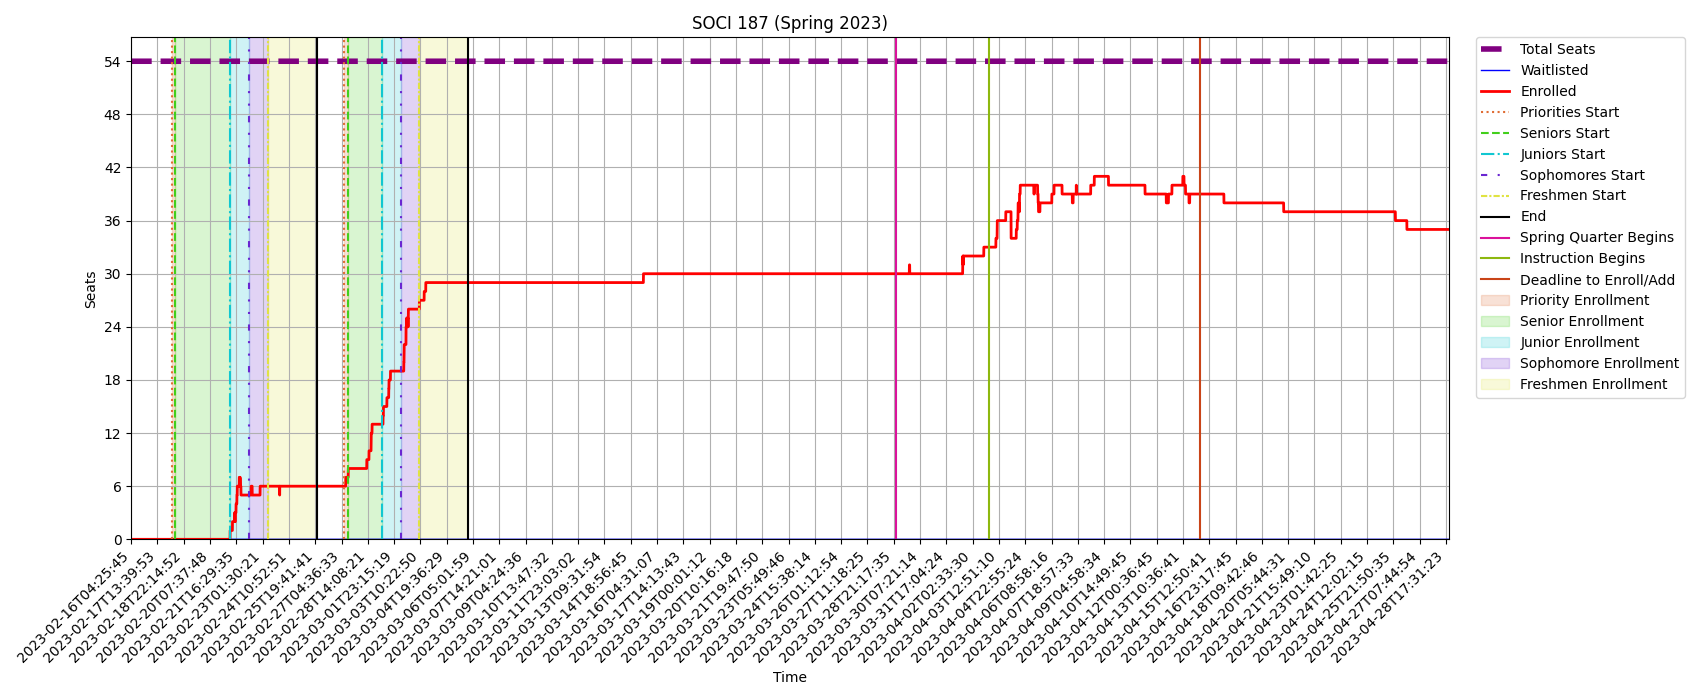 SOCI 187 (Spring 2023)
Seats
54
48
42
36
30
24
18
12
6
0
2023-02-16T04:25:45
2023-02-17T13:39:53
2023-02-18T22:14:52
2023-02-20T07:37:48
2023-02-21T16:29:35
2023-02-23T01:30:21
2023-02-24T10:52:51
2023-02-25T19:41:41
2023-02-27T04:36:33
2023-02-28T14:08:21
2023-03-01T23:15:19
2023-03-03T10:22:50
2023-03-04T19:36:29
2023-03-06T05:01:59
2023-03-07T14:21:01
2023-03-09T04:24:36
2023-03-10T13:47:32
2023-03-11T23:03:02
2023-03-13T09:31:54
2023-03-14T18:56:45
2023-03-16T04:31:07
2023-03-17T14:13:43
2023-03-19T00:01:12
2023-03-20T10:16:18
2023-03-21T19:47:50
2023-03-23T05:49:46
2023-03-24T15:38:14
2023-03-26T01:12:54
2023-03-27T11:18:25
2023-03-28T21:17:35
2023-03-30T07:21:14
2023-03-31T17:04:24
2023-04-02T02:33:30
2023-04-03T12:51:10
2023-04-04T22:55:24
2023-04-06T08:58:16
2023-04-07T18:57:33
2023-04-09T04:58:34
2023-04-10T14:49:45
2023-04-12T00:36:45
2023-04-13T10:36:41
2023-04-15T12:50:41
2023-04-16T23:17:45
2023-04-18T09:42:46
2023-04-20T05:44:31
2023-04-21T15:49:10
2023-04-23T01:42:25
2023-04-24T12:02:15
2023-04-25T21:50:35
2023-04-27T07:44:54
2023-04-28T17:31:23
Time
Total Seats
Waitlisted
Enrolled
Priorities Start
Seniors Start
Juniors Start
Sophomores Start
Freshmen Start
End
Spring Quarter Begins
Instruction Begins
Deadline to Enroll/Add
Priority Enrollment
Senior Enrollment
Junior Enrollment
Sophomore Enrollment
Freshmen Enrollment